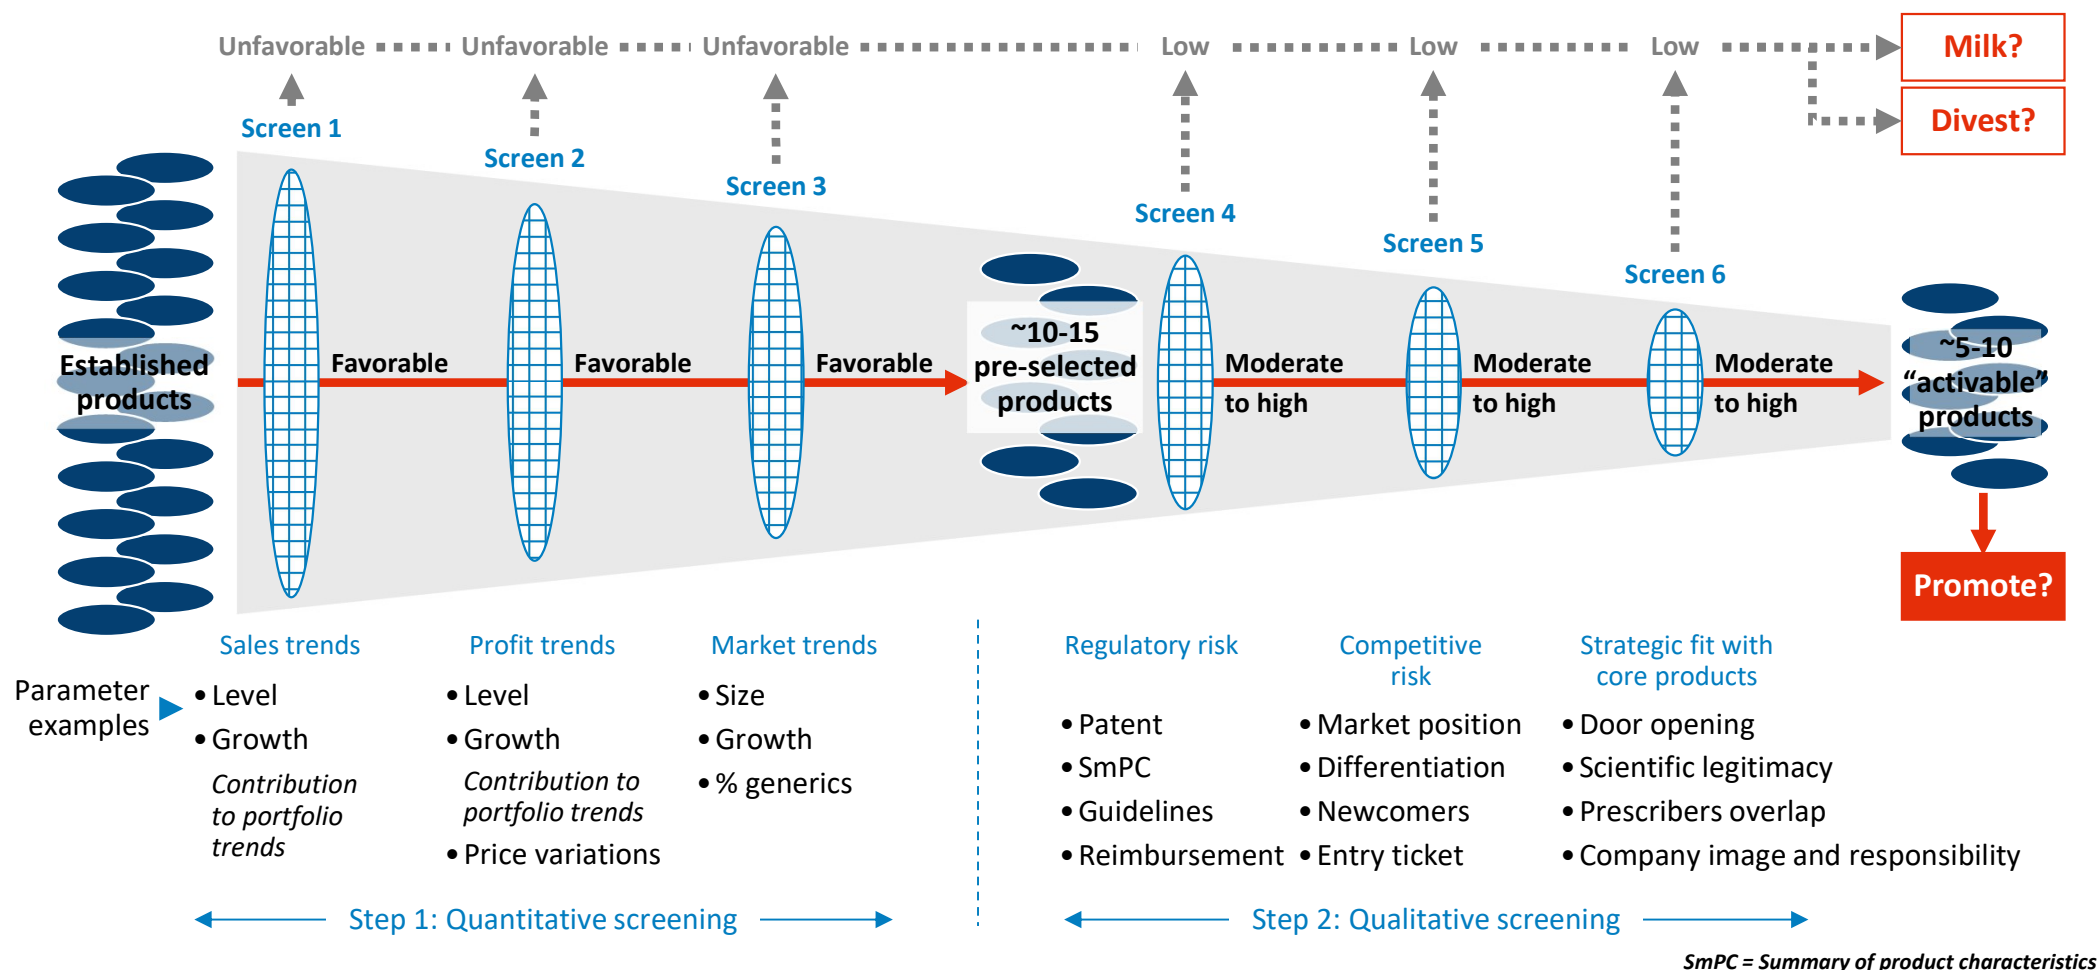 Unfavorable
Unfavorable
Unfavorable
Low
Low
Low
Milk?
Divest?
Screen 1
Screen 2
Screen 3
Screen 4
Screen 5
Screen 6
Established
products
Favorable
Favorable
Favorable
~10-15
pre-selected
products
Moderate
to high
Moderate
to high
Moderate
to high
~5-10
“activable”
products
Promote?
Parameter
examples
Sales trends
• Level
• Growth
Contribution
to portfolio
trends
Profit trends
• Level
• Growth
Contribution to
portfolio trends
• Price variations
Market trends
• Size
• Growth
• % generics
Regulatory risk
• Patent
• SmPC
• Guidelines
• Reimbursement
Competitive
risk
• Market position
• Differentiation
• Newcomers
• Entry ticket
Strategic fit with
core products
• Door opening
• Scientific legitimacy
• Prescribers overlap
• Company image and responsibility
Step 1: Quantitative screening
Step 2: Qualitative screening
SmPC = Summary of product characteristics